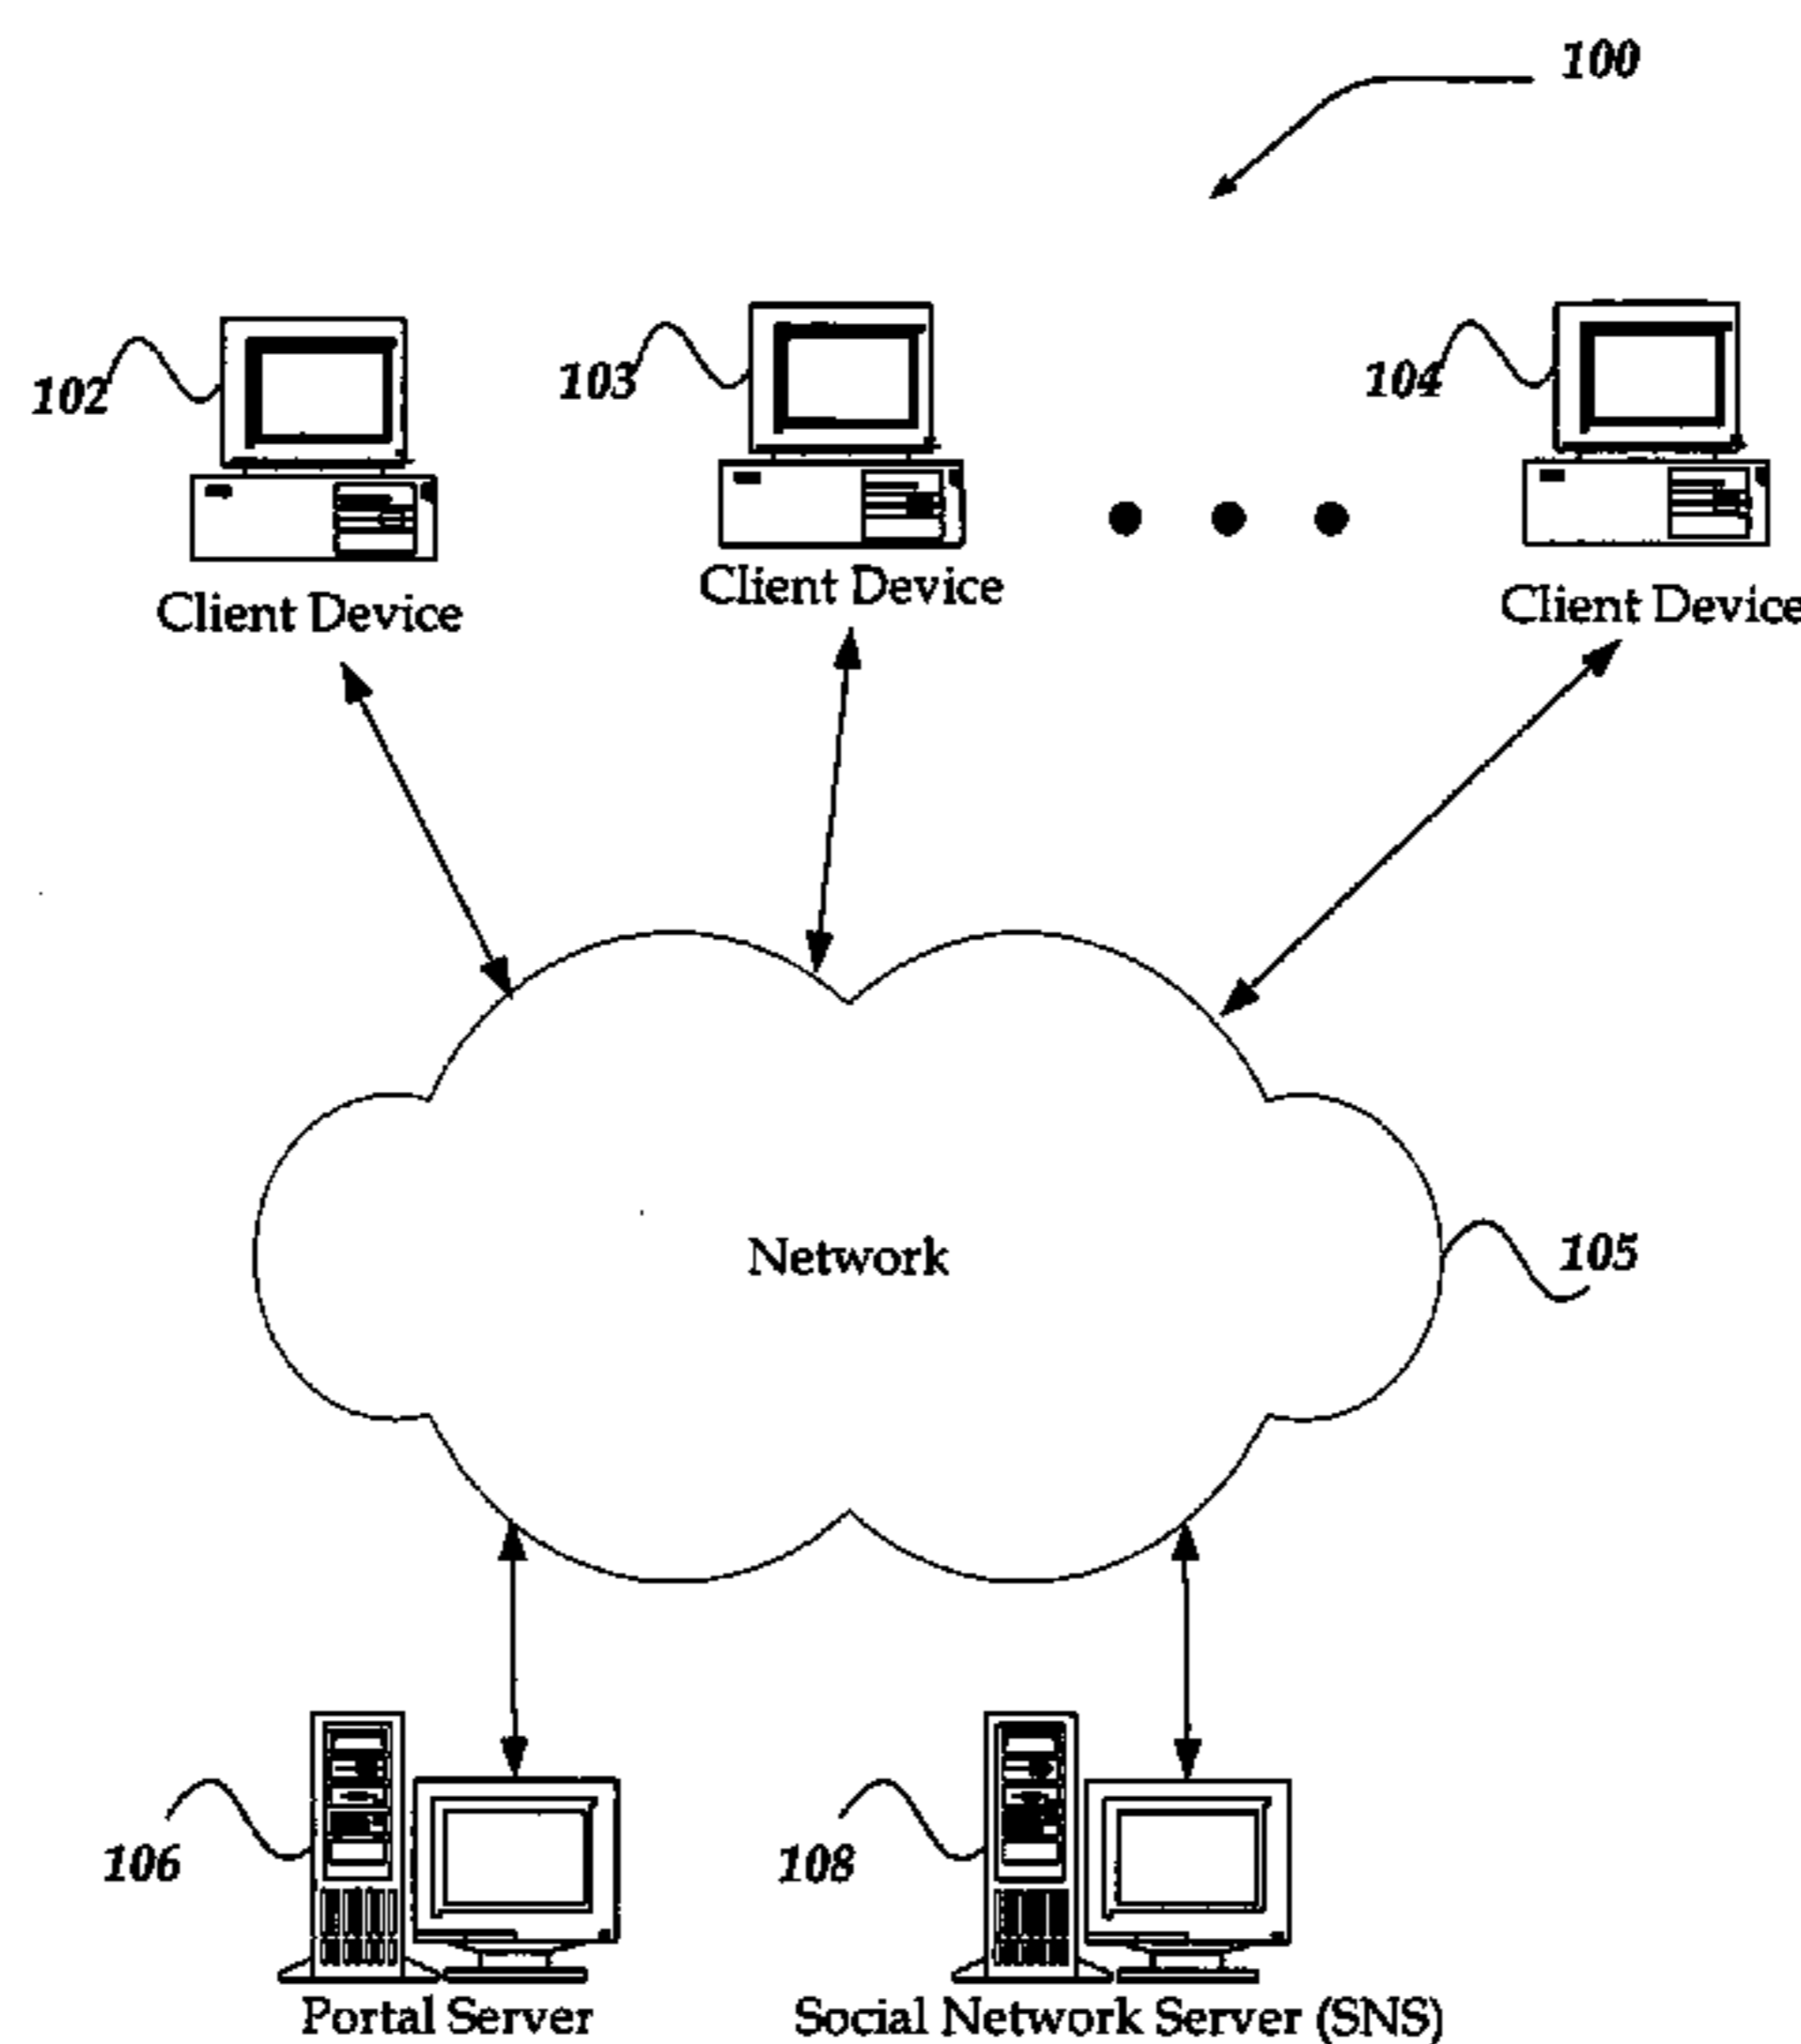 100
102
103
104
Client Device
Client Device
Client Device
Network
105
106
108
Portal Server
Social Network Server (SNS)